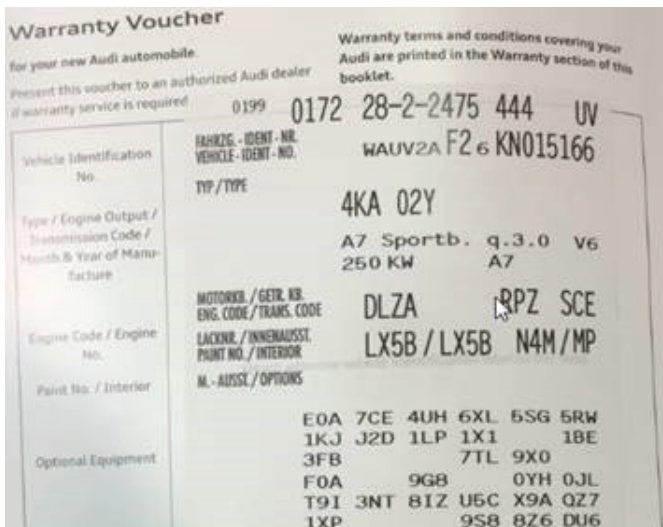 Warranty Voucher
for your new Audi automobile.
Present this voucher to an authorized Audi dealer
if warranty service is required
Warranty terms and conditions covering your
Audi are printed in the Warranty section of this
booklet.
0199 0172 28-2-2475 444 UV
Vehicle Identification
No.
FAHRZG. - IDENT - NR.
VEHICLE - IDENT - NO.
WAUV2A F2 6 KN015166
TYP / TYPE
Type / Engine Output /
Transmission Code /
Month & Year of Manu-
facture
4KA 02Y
A7 Sportb. q.3.0 V6
250 KW A7
MOTORKB. / GETR. KB.
ENG. CODE / TRANS. CODE
DLZA RPZ SCE
Engine Code / Engine
No.
LACKNR. / INNENAUSST.
PAINT NO. / INTERIOR
LX5B / LX5B N4M / MP
Paint No. / Interior
M. - AUSST. / OPTIONS
Optional Equipment
E0A 7CE 4UH 6XL 5SG 5RW
1KJ J2D 1LP 1X1 1BE
3FB 7TL 9X0
F0A 9G8 0YH 0JL
T9I 3NT 8IZ U5C X9A QZ7
1XP 9S8 8Z6 DU6